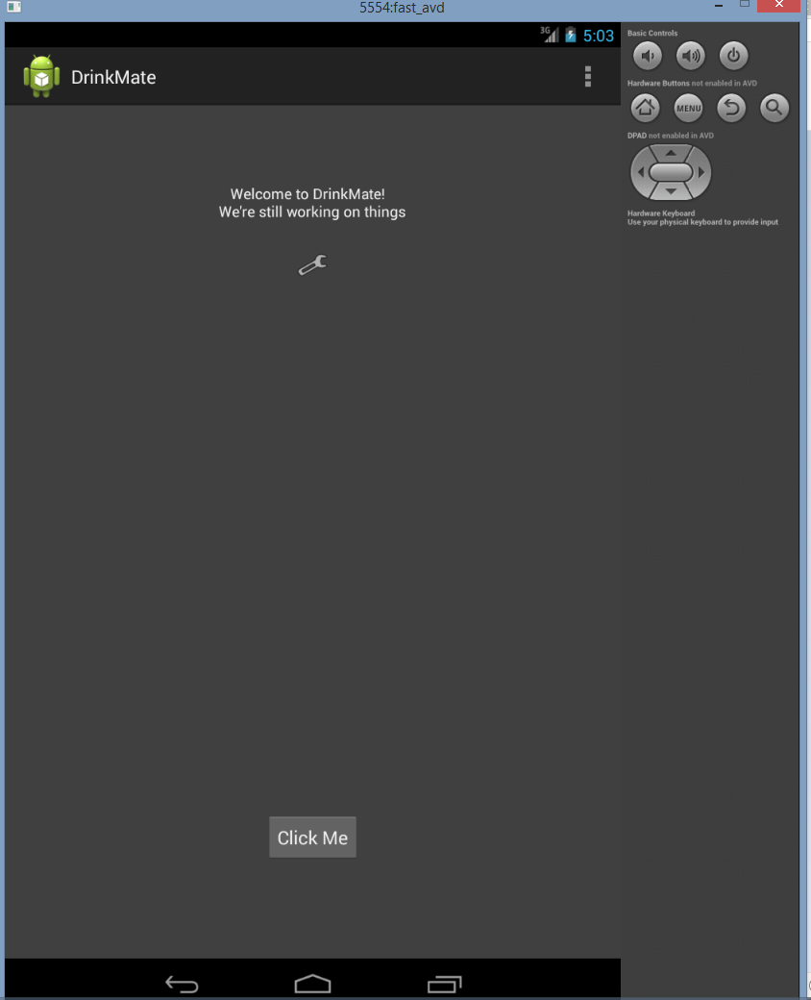 5554:fast_avd
3G 5:03
DrinkMate
Welcome to DrinkMate!
We're still working on things
Click Me
Basic Controls
Hardware Buttons not enabled in AVD
MENU
DPAD not enabled in AVD
Hardware Keyboard
Use your physical keyboard to provide input